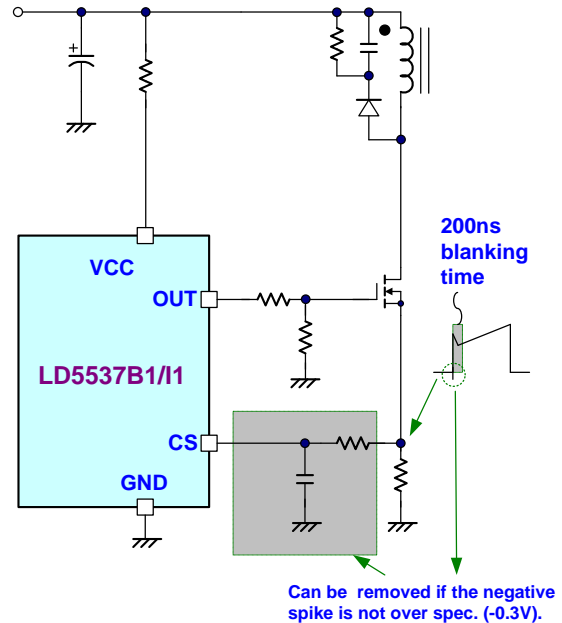 200ns
blanking
time
VCC
OUT
LD5537B1/I1
CS
GND
+
Can be removed if the negative
spike is not over spec. (-0.3V).